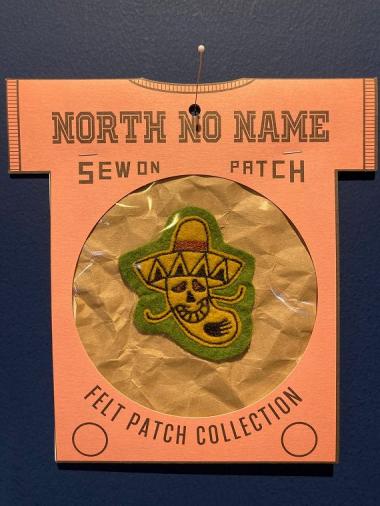 NORTH NO NAME
SEW ON PATCH
FELT PATCH COLLECTION